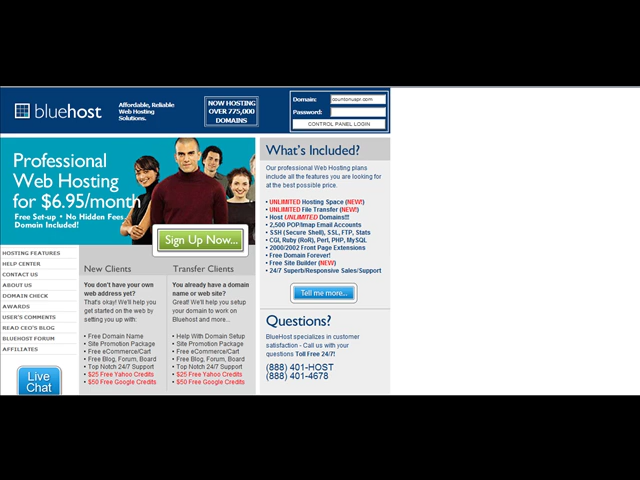 bluehost
Affordable, Reliable
Web Hosting
Solutions.
NOW HOSTING
OVER 775,000
DOMAINS
Domain:
Password:
CONTROL PANEL LOGIN
Professional
Web Hosting
for $6.95/month
Free Set-up • No Hidden Fees
Domain Included!
Sign Up Now...
HOSTING FEATURES
HELP CENTER
CONTACT US
ABOUT US
DOMAIN CHECK
AWARDS
USER'S COMMENTS
READ CEO'S BLOG
BLUEHOST FORUM
AFFILIATES
Live
Chat
New Clients
You don't have your own
web address yet?
That's okay! We'll help you
get started on the web by
setting you up with:
• Free Domain Name
• Site Promotion Package
• Free eCommerce/Cart
• Free Blog, Forum, Board
• Top Notch 24/7 Support
• $25 Free Yahoo Credits
• $50 Free Google Credits
Transfer Clients
You already have a domain
name or web site?
Great! We'll help you setup
your domain to work on
Bluehost and more...
• Help With Domain Setup
• Site Promotion Package
• Free eCommerce/Cart
• Free Blog, Forum, Board
• Top Notch 24/7 Support
• $25 Free Yahoo Credits
• $50 Free Google Credits
What's Included?
Our professional Web Hosting plans
include all the features you are looking for
at the best possible price.
• UNLIMITED Hosting Space (NEW!)
• UNLIMITED File Transfer (NEW!)
• Host UNLIMITED Domains!!!
• 2,500 POP/Imap Email Accounts
• SSH (Secure Shell), SSL, FTP, Stats
• CGI, Ruby (RoR), Perl, PHP, MySQL
• 2000/2002 Front Page Extensions
• Free Domain Forever!
• Free Site Builder (NEW)
• 24/7 Superb/Responsive Sales/Support
Tell me more...
Questions?
BlueHost specializes in customer
satisfaction - Call us with your
questions Toll Free 24/7!
(888) 401-HOST
(888) 401-4678